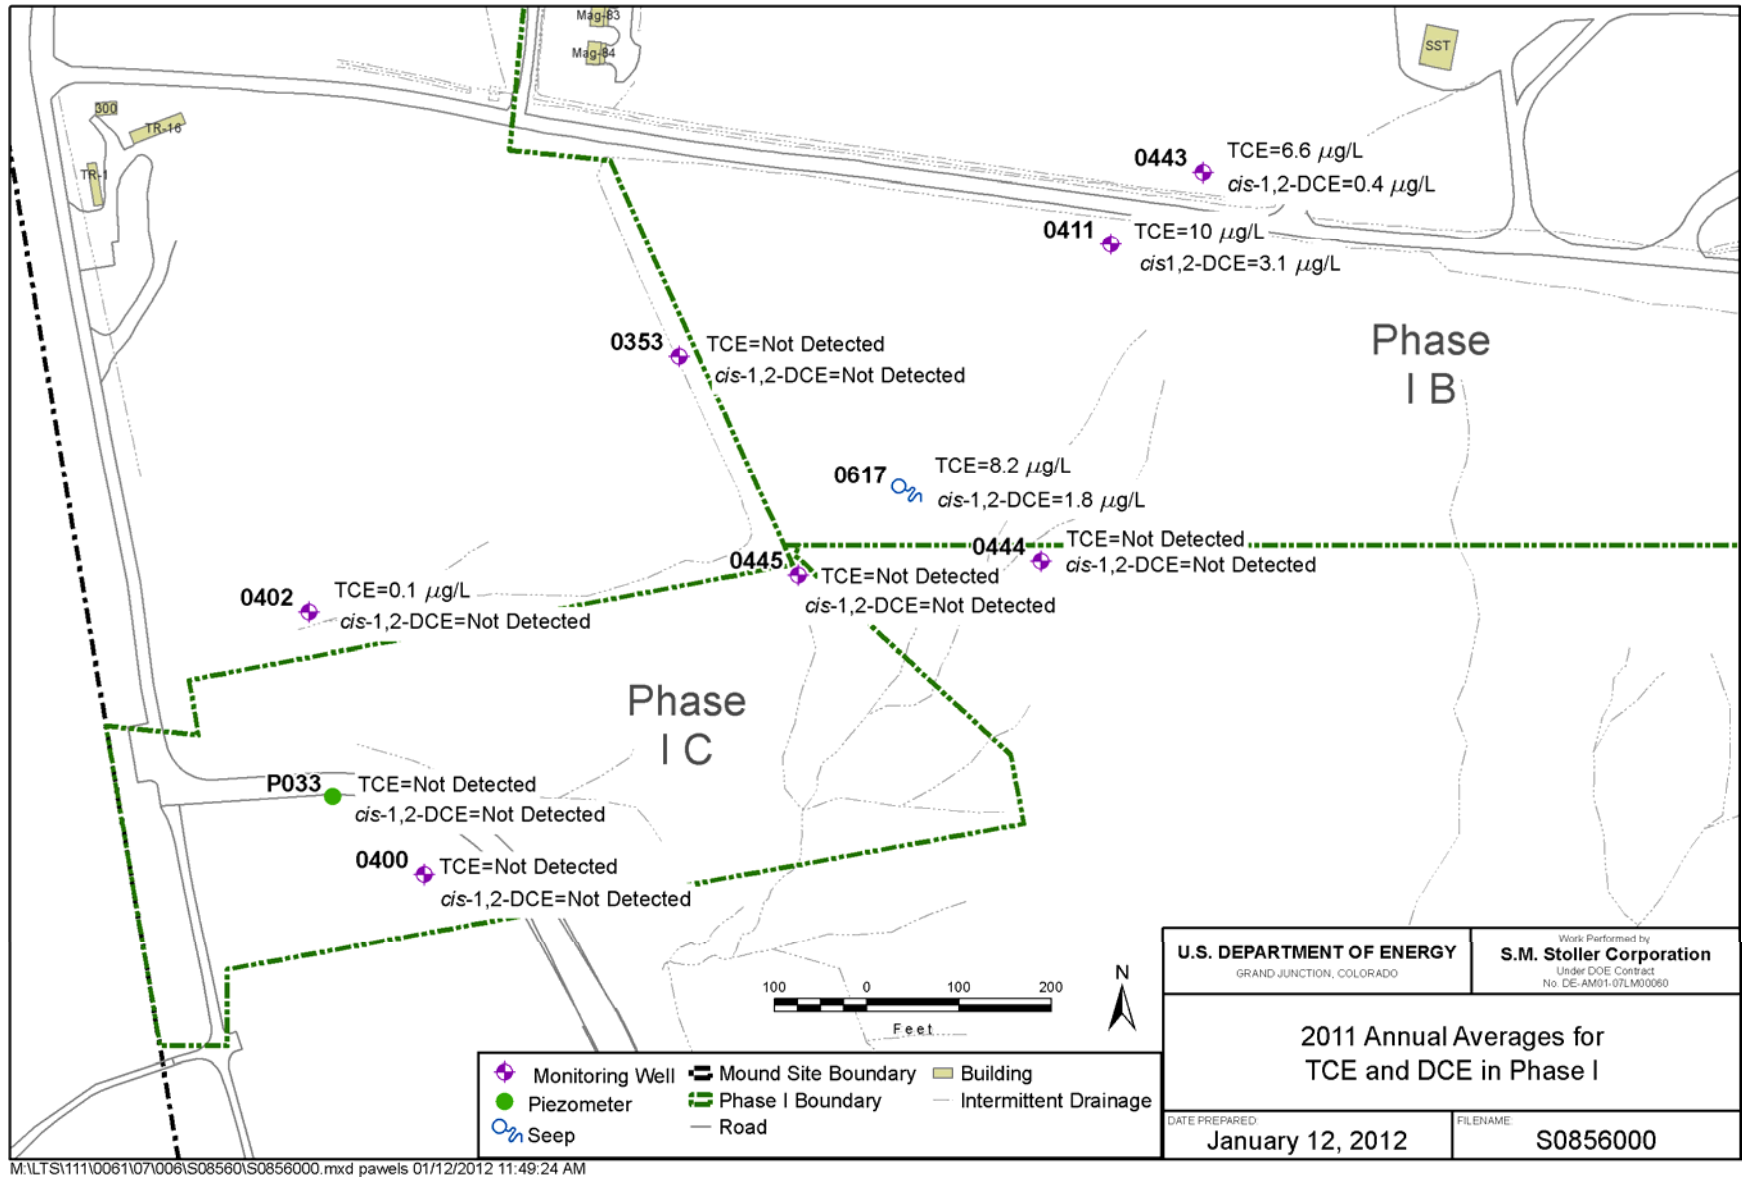 Mag-83
Mag-84
SST
300
TR-16
TR-1
0443
TCE=6.6 µg/L
cis-1,2-DCE=0.4 µg/L
0411
TCE=10 µg/L
cis1,2-DCE=3.1 µg/L
0353
TCE=Not Detected
cis-1,2-DCE=Not Detected
Phase
I B
0617
TCE=8.2 µg/L
cis-1,2-DCE=1.8 µg/L
0444
TCE=Not Detected
cis-1,2-DCE=Not Detected
0445
TCE=Not Detected
cis-1,2-DCE=Not Detected
0402
TCE=0.1 µg/L
cis-1,2-DCE=Not Detected
Phase
I C
P033
TCE=Not Detected
cis-1,2-DCE=Not Detected
0400
TCE=Not Detected
cis-1,2-DCE=Not Detected
100 0 100 200
Feet
N
Monitoring Well
Piezometer
Seep
Mound Site Boundary
Phase I Boundary
Road
Building
Intermittent Drainage
U.S. DEPARTMENT OF ENERGY
GRAND JUNCTION, COLORADO
Work Performed by
S.M. Stoller Corporation
Under DOE Contract
No. DE-AM01-07LM00060
2011 Annual Averages for
TCE and DCE in Phase I
DATE PREPARED:
January 12, 2012
FILENAME:
S0856000
M:\LTS\111\0061\07\006\S08560\S0856000.mxd pawels 01/12/2012 11:49:24 AM